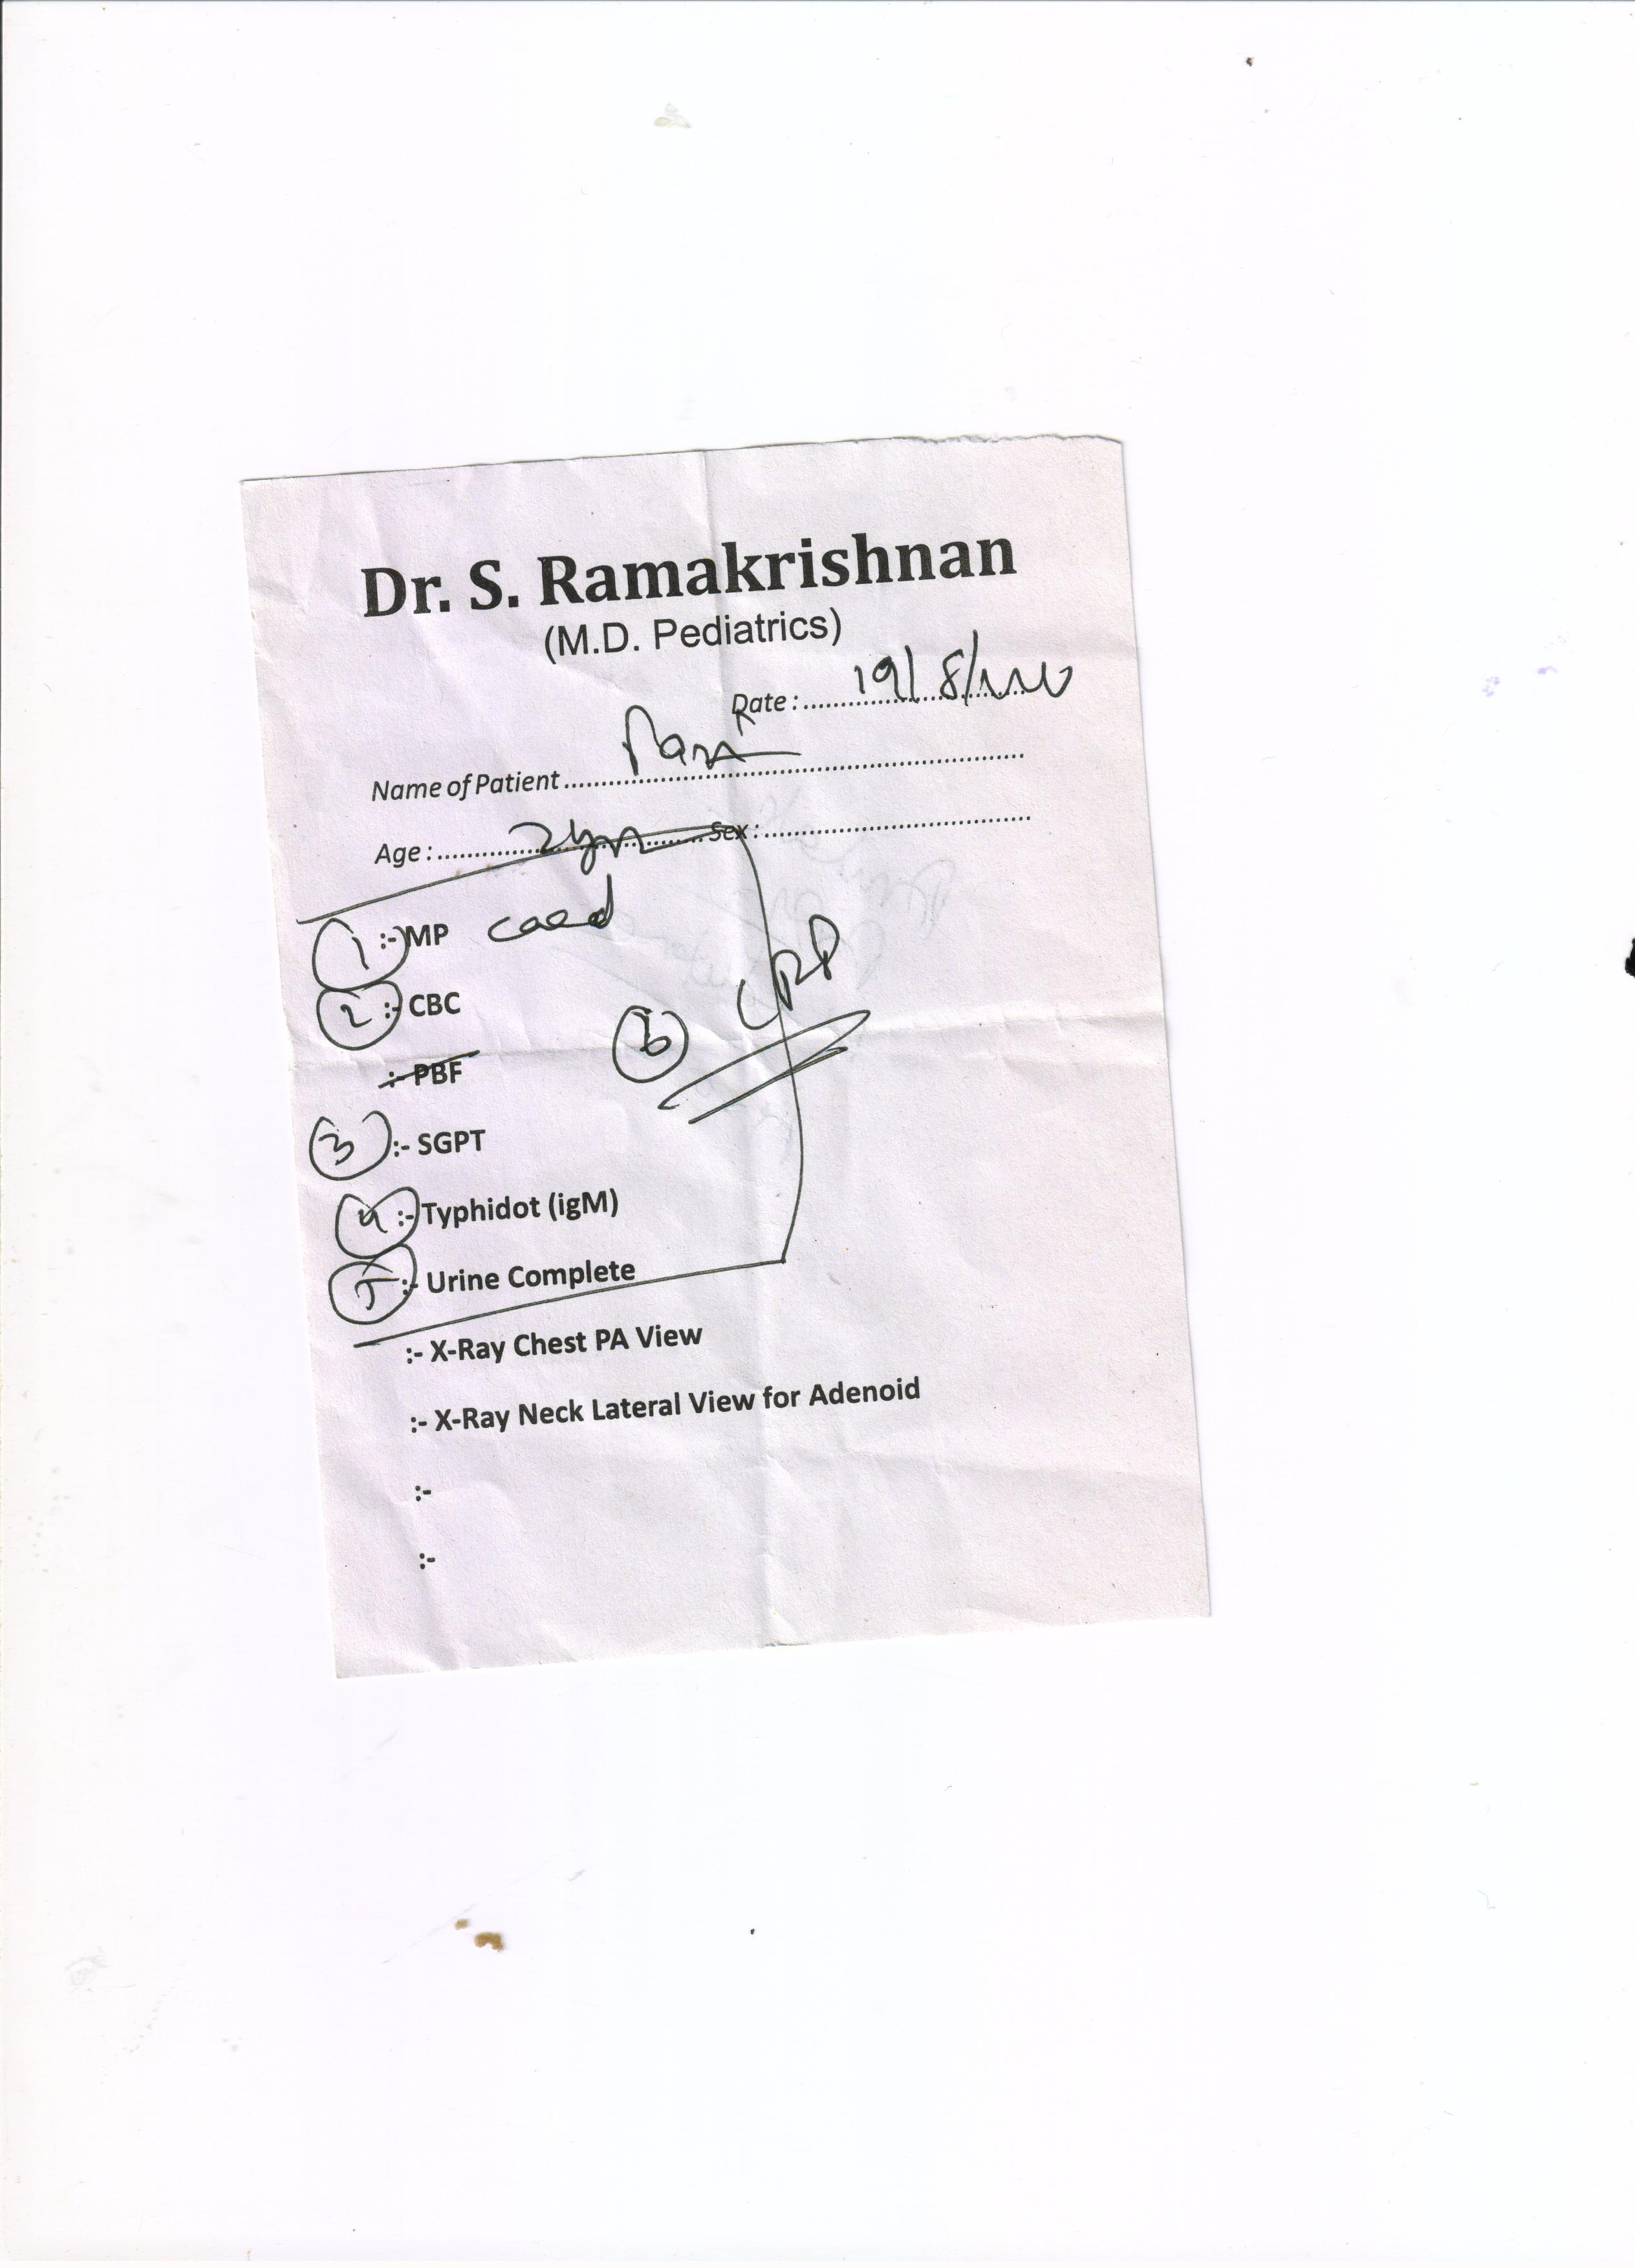 Dr. S. Ramakrishnan
(M.D. Pediatrics)
Date : 19/8/
Name of Patient
Age : 2yrs Sex :
1 :- MP card
2 :- CBC
:- PBF
6 CRP
3 :- SGPT
4 :- Typhidot (igM)
5 :- Urine Complete
:- X-Ray Chest PA View
:- X-Ray Neck Lateral View for Adenoid
:-
:-